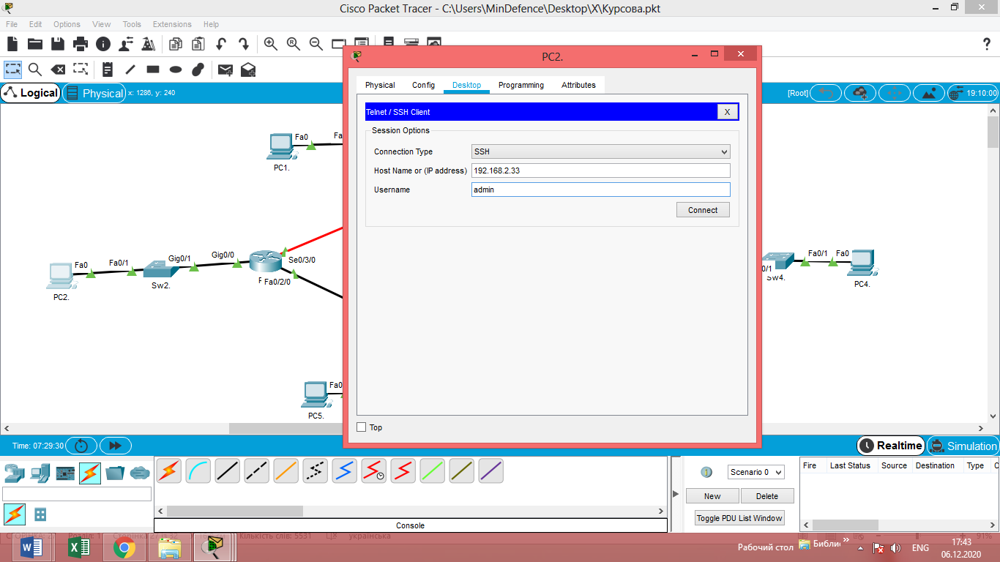 Cisco Packet Tracer - C:\Users\MinDefence\Desktop\X\Курсова.pkt
File Edit Options View Tools Extensions Help
PC2.
Logical Physical x: 1286, y: 240
[Root] 19:10:00
Physical Config Desktop Programming Attributes
Telnet / SSH Client X
Session Options
Connection Type SSH
Host Name or (IP address) 192.168.2.33
Username admin
Connect
Top
Fa0 Fa
PC1.
Fa0 Fa0/1 Gig0/1 Gig0/0 Se0/3/0
Fa0/2/0
PC2. Sw2.
0/1 Fa0/1 Fa0
Sw4. PC4.
Fa0
PC5.
Time: 07:29:30 Realtime Simulation
Scenario 0
New Delete
Toggle PDU List Window
Fire Last Status Source Destination Type C
Console
Кількість слів: 5531 українська 91%
Рабочий стол Библи ENG 17:43
06.12.2020